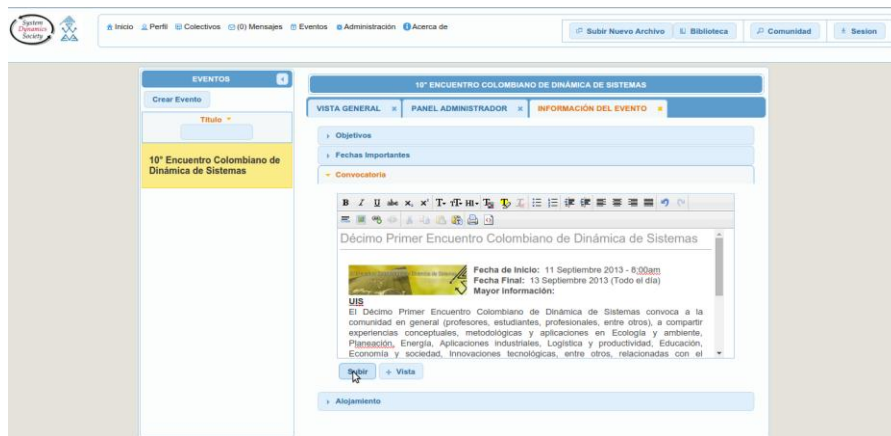 System
Dynamics
Society
Inicio Perfil Colectivos (0) Mensajes Eventos Administración Acerca de
Subir Nuevo Archivo Biblioteca Comunidad Sesion
EVENTOS
Crear Evento
Titulo
10° Encuentro Colombiano de
Dinámica de Sistemas
10° ENCUENTRO COLOMBIANO DE DINÁMICA DE SISTEMAS
VISTA GENERAL PANEL ADMINISTRADOR INFORMACIÓN DEL EVENTO
Objetivos
Fechas Importantes
Convocatoria
Décimo Primer Encuentro Colombiano de Dinámica de Sistemas
Fecha de Inicio: 11 Septiembre 2013 - 8:00am
Fecha Final: 13 Septiembre 2013 (Todo el día)
Mayor Información:
UIS
El Décimo Primer Encuentro Colombiano de Dinámica de Sistemas convoca a la
comunidad en general (profesores, estudiantes, profesionales, entre otros), a compartir
experiencias conceptuales, metodológicas y aplicaciones en Ecología y ambiente,
Planeación, Energía, Aplicaciones industriales, Logística y productividad, Educación,
Economía y sociedad, Innovaciones tecnológicas, entre otros, relacionadas con el
Subir + Vista
Alojamiento